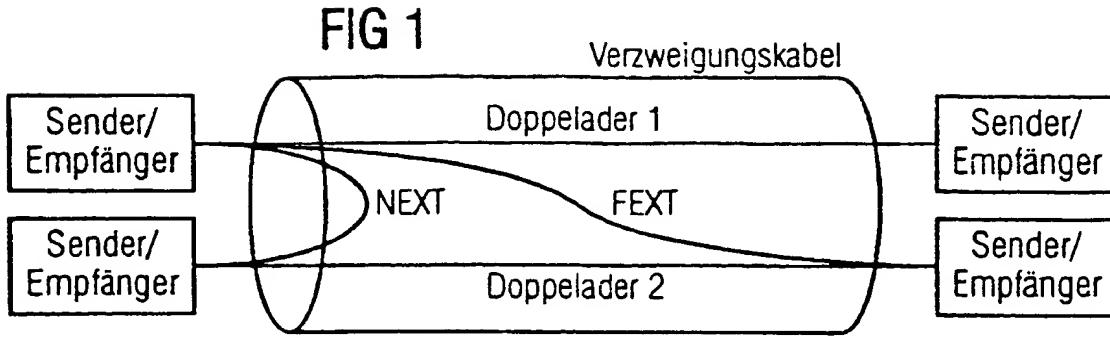 FIG 1
Verzweigungskabel
Sender/
Empfänger
Doppelader 1
Sender/
Empfänger
NEXT
FEXT
Sender/
Empfänger
Doppelader 2
Sender/
Empfänger